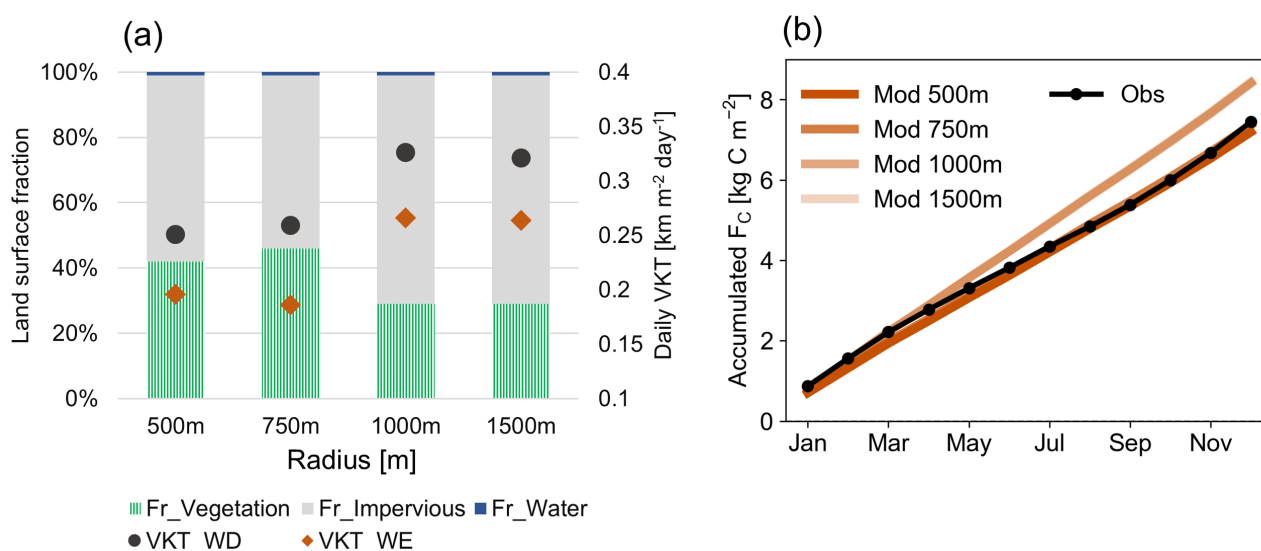 (a)
100%
80%
60%
40%
20%
0%
Land surface fraction
0.4
0.35
0.3
0.25
0.2
0.15
0.1
Daily VKT [km m⁻² day⁻¹]
500m 750m 1000m 1500m
Radius [m]
Fr_Vegetation Fr_Impervious Fr_Water
VKT WD VKT WE
(b)
Mod 500m Obs
Mod 750m
Mod 1000m
Mod 1500m
8
6
4
2
0
Accumulated F_C [kg C m⁻²]
Jan Mar May Jul Sep Nov